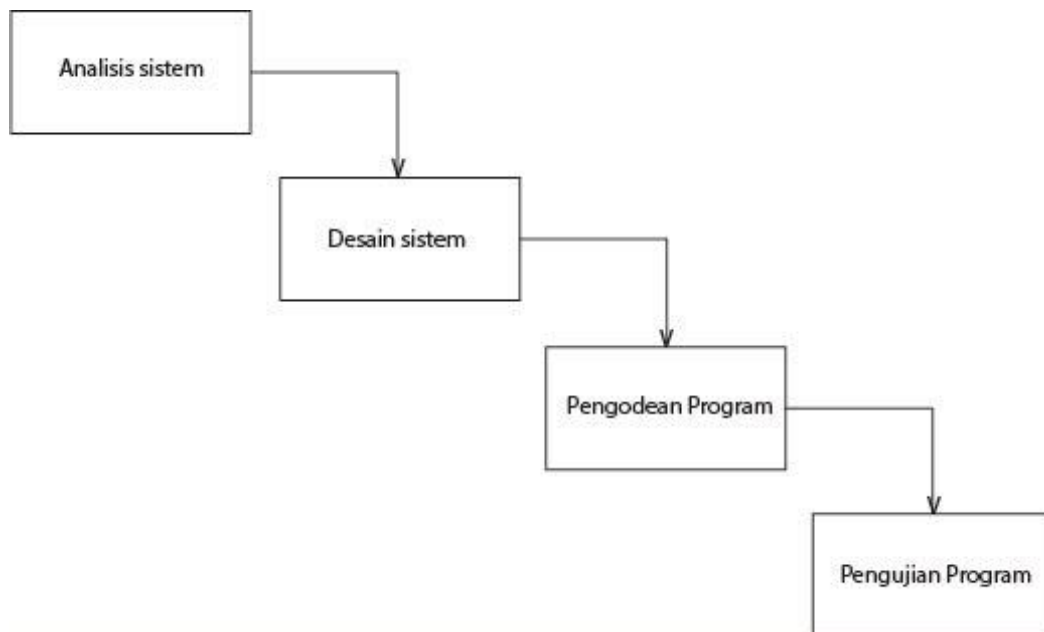 Analisis sistem
Desain sistem
Pengodean Program
Pengujian Program